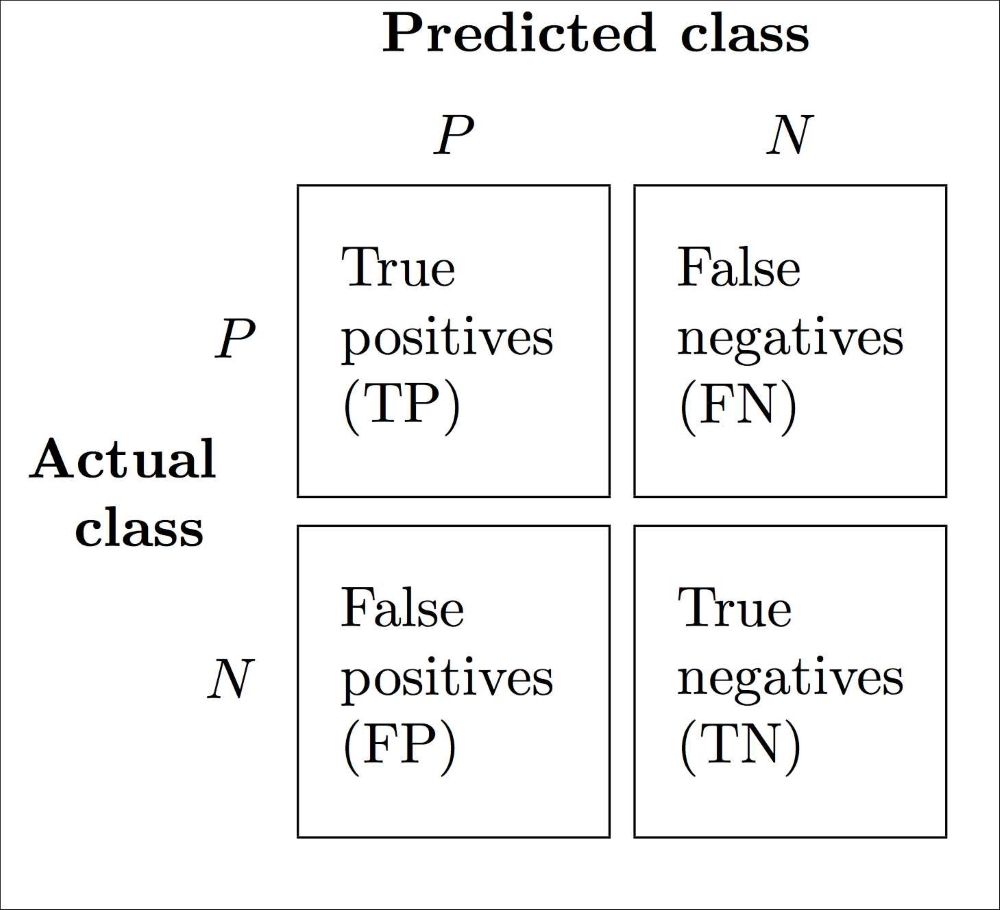 Predicted class
P N
True
positives
(TP)
False
negatives
(FN)
P
Actual
class
False
positives
(FP)
True
negatives
(TN)
N